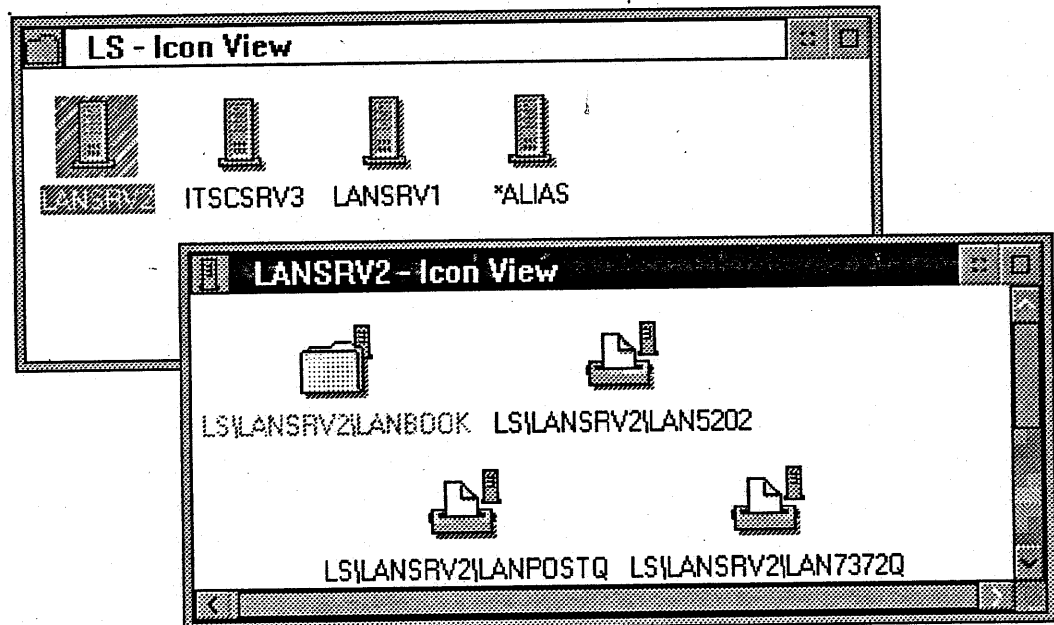 LS - Icon View
LANSRV2 ITSCSRV3 LANSRV1 *ALIAS
LANSRV2 - Icon View
LS\LANSRV2\LANBOOK LS\LANSRV2\LAN5202
LS\LANSRV2\LANPOSTQ LS\LANSRV2\LAN7372Q